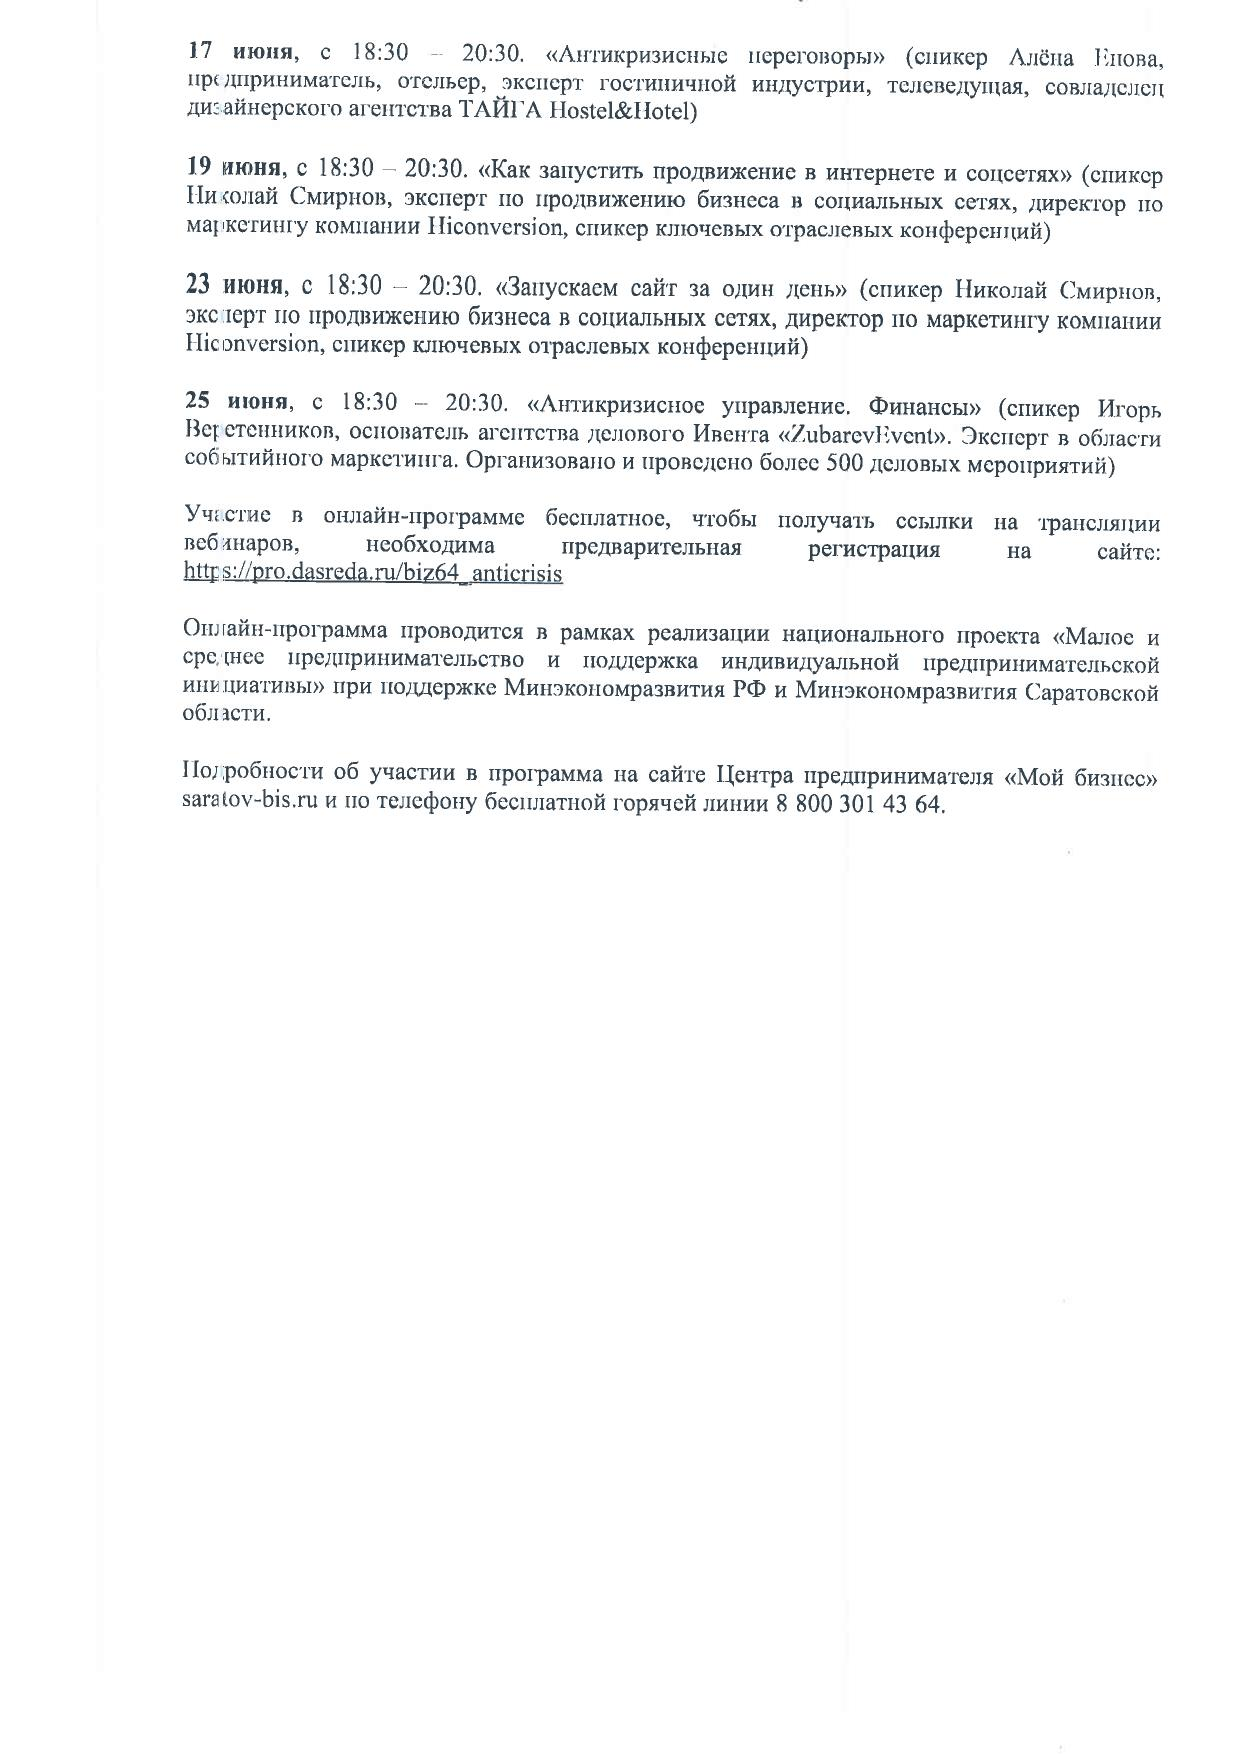 17 июня, с 18:30 – 20:30. «Антикризисные переговоры» (спикер Алёна Епова,
предприниматель, отельер, эксперт гостиничной индустрии, телеведущая, совладелец
дизайнерского агентства ТАЙГА Hostel&Hotel)
19 июня, с 18:30 – 20:30. «Как запустить продвижение в интернете и соцсетях» (спикер
Николай Смирнов, эксперт по продвижению бизнеса в социальных сетях, директор по
маркетингу компании Hiconversion, спикер ключевых отраслевых конференций)
23 июня, с 18:30 – 20:30. «Запускаем сайт за один день» (спикер Николай Смирнов,
эксперт по продвижению бизнеса в социальных сетях, директор по маркетингу компании
Hiconversion, спикер ключевых отраслевых конференций)
25 июня, с 18:30 – 20:30. «Антикризисное управление. Финансы» (спикер Игорь
Веретенников, основатель агентства делового Ивента «ZubarevEvent». Эксперт в области
событийного маркетинга. Организовано и проведено более 500 деловых мероприятий)
Участие в онлайн-программе бесплатное, чтобы получать ссылки на трансляции
вебинаров, необходима предварительная регистрация на сайте:
https://pro.dasreda.ru/biz64_anticrisis
Онлайн-программа проводится в рамках реализации национального проекта «Малое и
среднее предпринимательство и поддержка индивидуальной предпринимательской
инициативы» при поддержке Минэкономразвития РФ и Минэкономразвития Саратовской
области.
Подробности об участии в программа на сайте Центра предпринимателя «Мой бизнес»
saratov-bis.ru и по телефону бесплатной горячей линии 8 800 301 43 64.